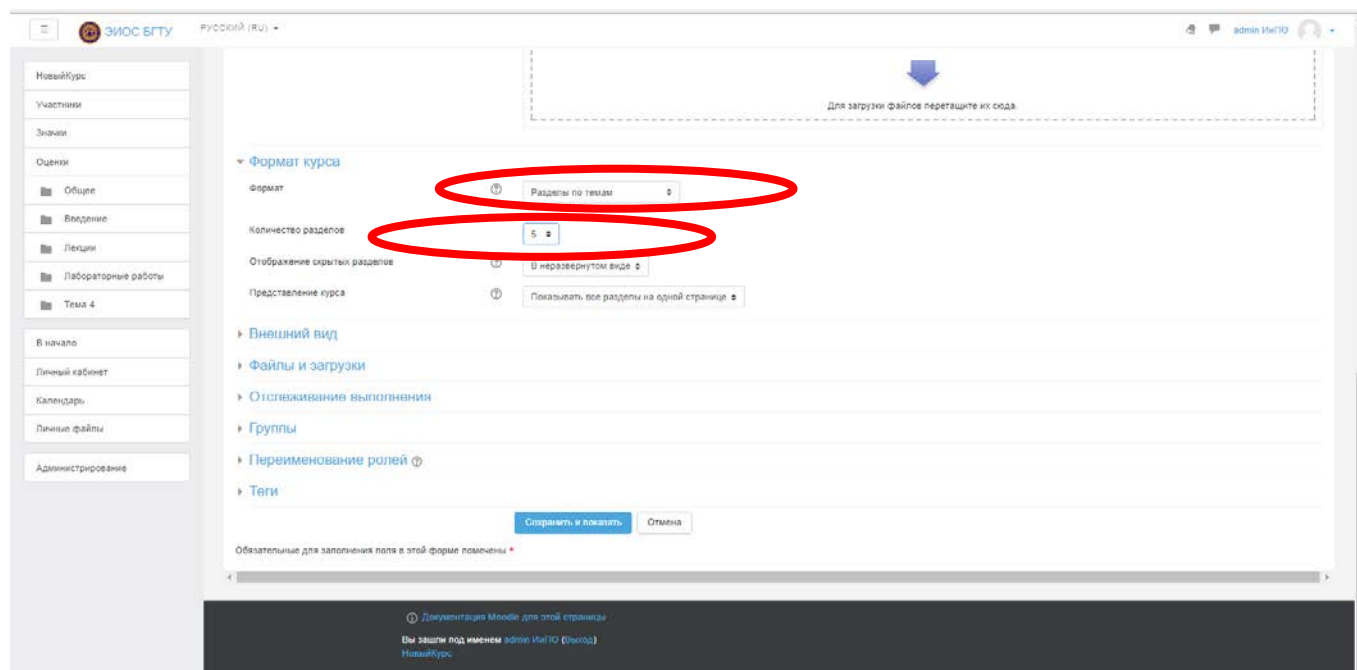 ЭИОС БГТУ РУССКИЙ (RU)
admin ИиПО
НовыйКурс
Участники
Значки
Оценки
Общее
Введение
Лекции
Лабораторные работы
Тема 4
В начало
Личный кабинет
Календарь
Личные файлы
Администрирование
Для загрузки файлов перетащите их сюда.
Формат курса
Формат
Разделы по темам
Количество разделов
5
Отображение скрытых разделов
В неразвернутом виде
Представление курса
Показывать все разделы на одной странице
Внешний вид
Файлы и загрузки
Отслеживание выполнения
Группы
Переименование ролей
Теги
Сохранить и показать Отмена
Обязательные для заполнения поля в этой форме помечены *
Документация Moodle для этой страницы
Вы зашли под именем admin ИиПО (Выход)
НовыйКурс